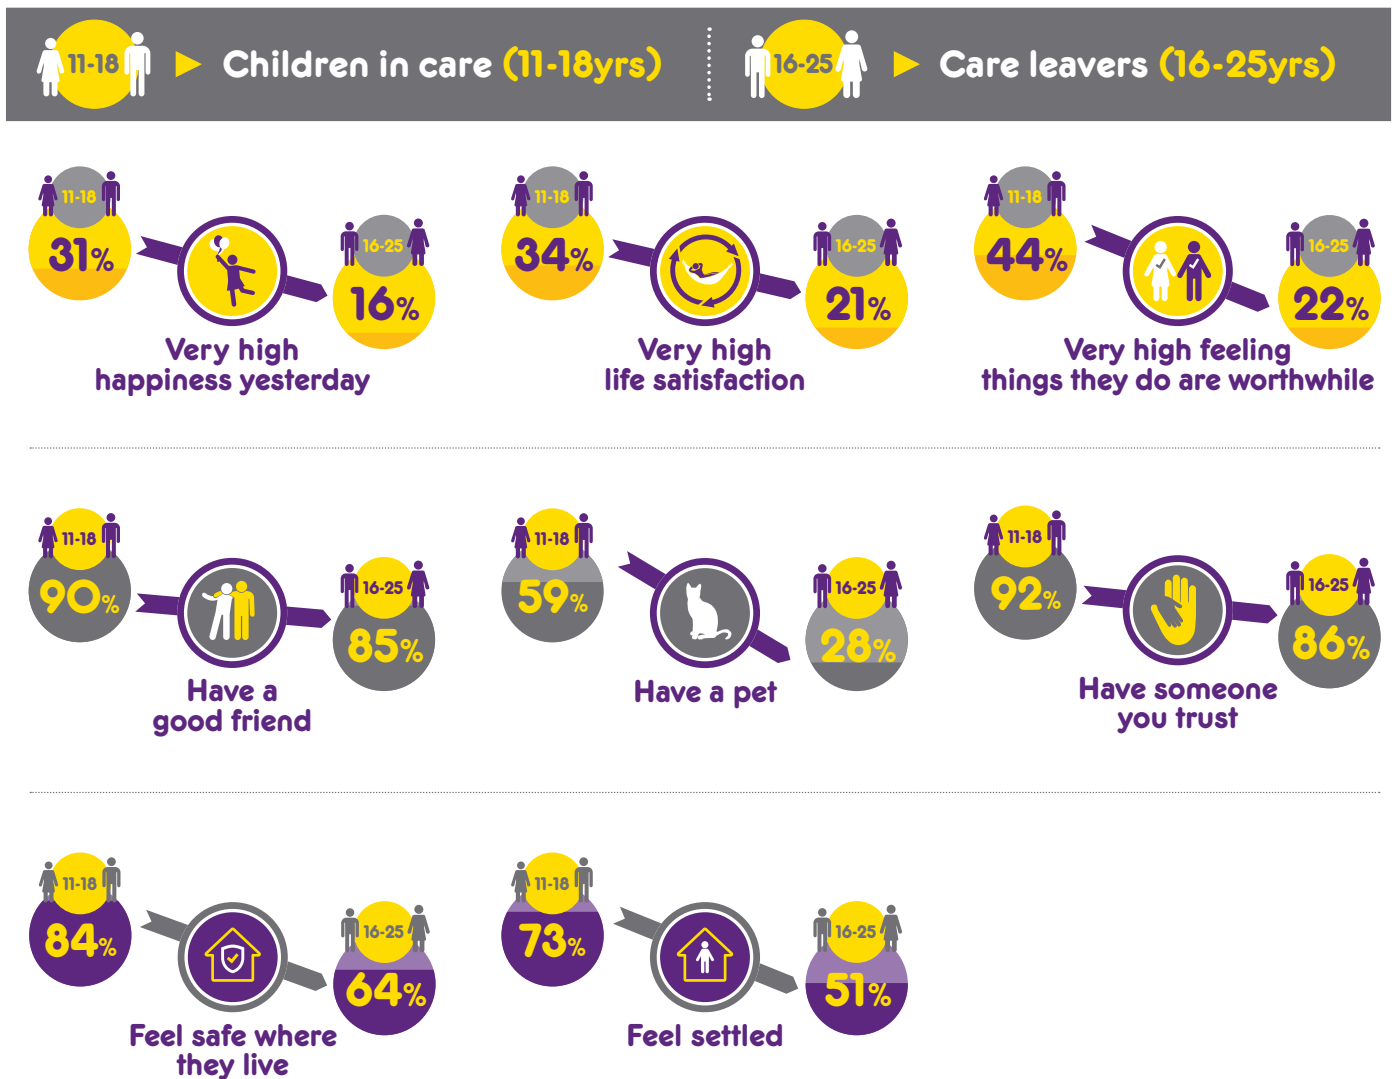 11-18
Children in care (11-18yrs)
16-25
Care leavers (16-25yrs)
11-18
31%
16-25
16%
Very high
happiness yesterday
11-18
34%
16-25
21%
Very high
life satisfaction
11-18
44%
16-25
22%
Very high feeling
things they do are worthwhile
11-18
90%
16-25
85%
Have a
good friend
11-18
59%
16-25
28%
Have a pet
11-18
92%
16-25
86%
Have someone
you trust
11-18
84%
16-25
64%
Feel safe where
they live
11-18
73%
16-25
51%
Feel settled